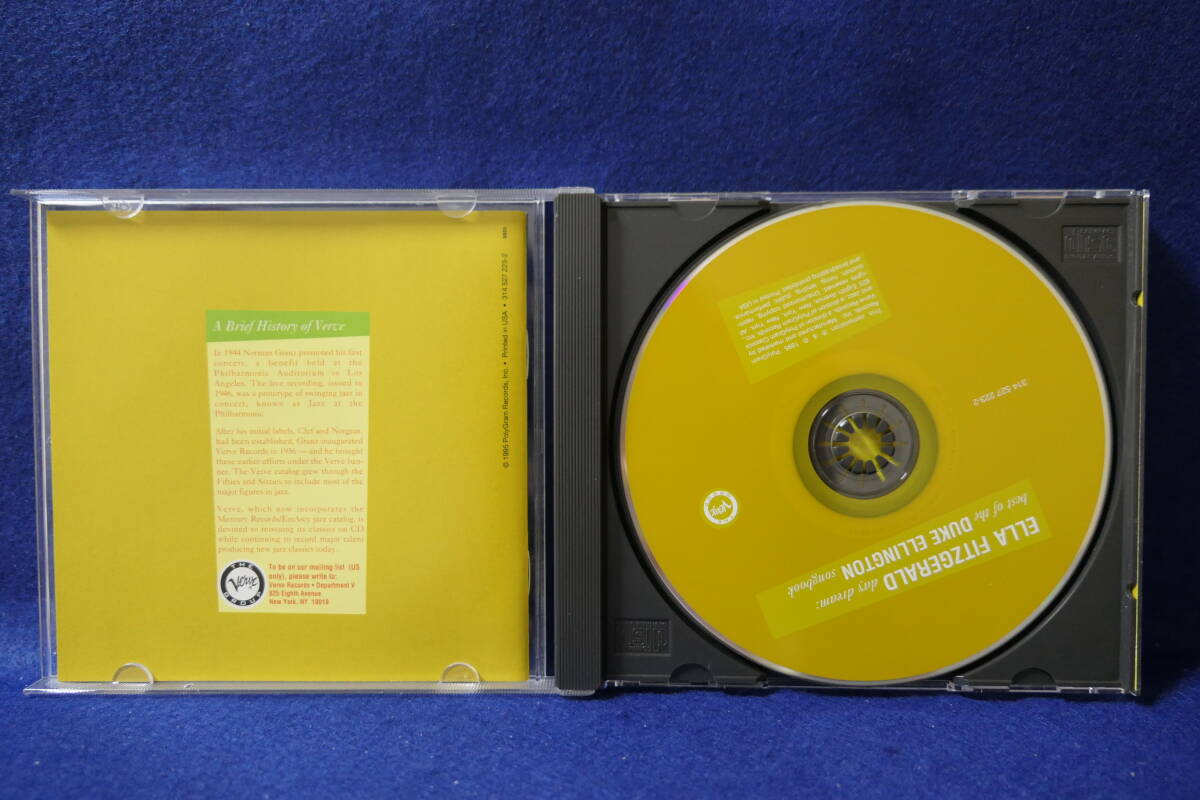 A Brief History of Verve
In 1944 Norman Granz promoted his first
concert, a benefit held at the
Philharmonic Auditorium in Los
Angeles. The live recording, issued in
1946, was a prototype of swinging jazz in
concert, known as Jazz at the
Philharmonic.
After his initial labels, Clef and Norgran,
had been established, Granz inaugurated
Verve Records in 1956 — and he brought
these earlier efforts under the Verve ban-
ner. The Verve catalog grew through the
Fifties and Sixties to include most of the
major figures in jazz.
Verve, which now incorporates the
Mercury Records/EmArcy jazz catalog, is
devoted to reissuing its classics on CD
while continuing to record major talent
producing new jazz classics today.
THE
Verve
GROUP
To be on our mailing list (US
only), please write to:
Verve Records • Department V
825 Eighth Avenue
New York, NY 10019
© 1995 PolyGram Records, Inc. • Printed in USA • 314 527 223-2
ELLA FITZGERALD day dream:
best of the DUKE ELLINGTON songbook
THE
Verve
GROUP
314 527 223-2